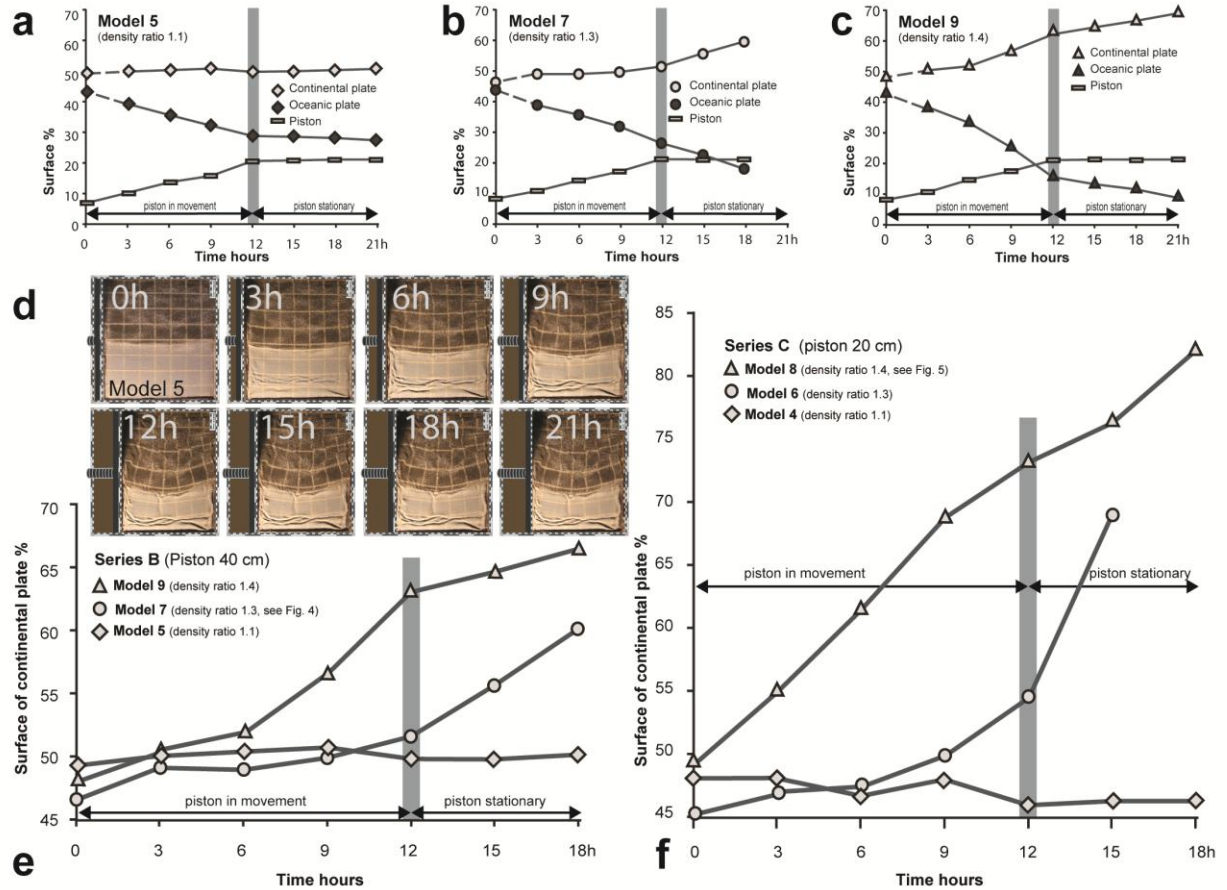 a
Model 5
(density ratio 1.1)
70
60
50
40
30
20
10
0
Surface %
Continental plate
Oceanic plate
Piston
piston in movement
piston stationary
0 3 6 9 12 15 18 21h
Time hours
b
Model 7
(density ratio 1.3)
70
60
50
40
30
20
10
0
Surface %
Continental plate
Oceanic plate
Piston
piston in movement
piston stationary
0 3 6 9 12 15 18 21h
Time hours
c
Model 9
(density ratio 1.4)
70
60
50
40
30
20
10
0
Surface %
Continental plate
Oceanic plate
Piston
piston in movement
piston stationary
0 3 6 9 12 15 18 21h
Time hours
d
0h 3h 6h 9h
Model 5
12h 15h 18h 21h
Series B (Piston 40 cm)
Model 9 (density ratio 1.4)
Model 7 (density ratio 1.3, see Fig. 4)
Model 5 (density ratio 1.1)
65
60
55
50
45
Surface of continental plate %
piston in movement
piston stationary
0 3 6 9 12 15 18h
e
Time hours
Series C (piston 20 cm)
Model 8 (density ratio 1.4, see Fig. 5)
Model 6 (density ratio 1.3)
Model 4 (density ratio 1.1)
85
80
75
70
65
60
55
50
45
Surface of continental plate %
piston in movement
piston stationary
0 3 6 9 12 15 18h
f
Time hours